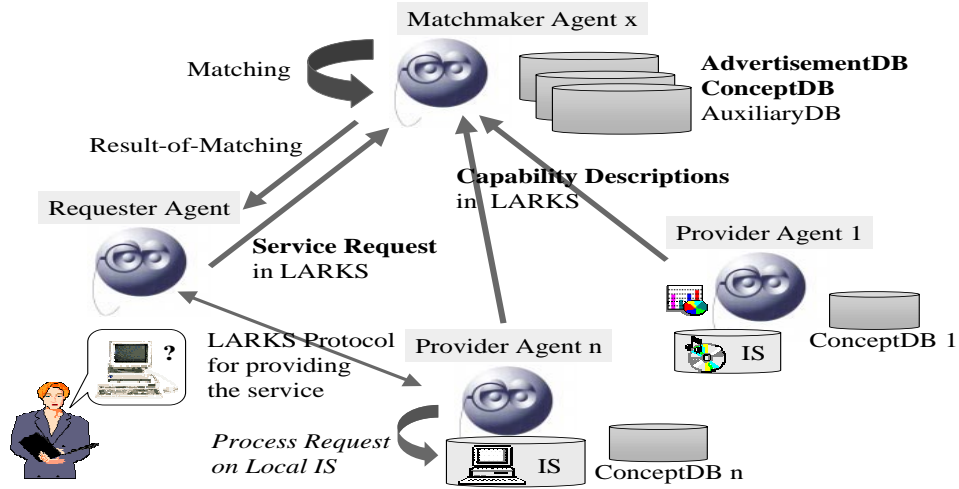 Matchmaker Agent x
Matching
AdvertisementDB
ConceptDB
AuxiliaryDB
Result-of-Matching
Capability Descriptions
in LARKS
Requester Agent
Service Request
in LARKS
Provider Agent 1
ConceptDB 1
IS
?
LARKS Protocol
for providing
the service
Provider Agent n
Process Request
on Local IS
IS
ConceptDB n